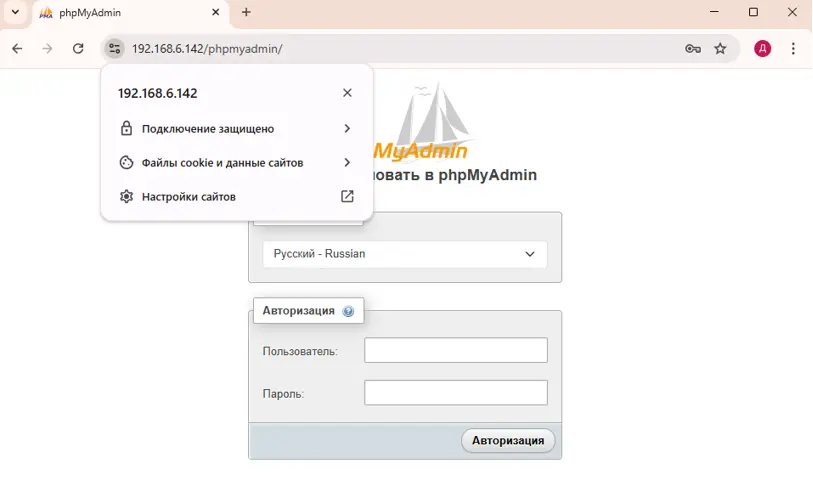 phpMyAdmin
192.168.6.142/phpmyadmin/
Д
192.168.6.142
Подключение защищено
Файлы cookie и данные сайтов
Настройки сайтов
MyAdmin
овать в phpMyAdmin
Русский - Russian
Авторизация
Пользователь:
Пароль:
Авторизация